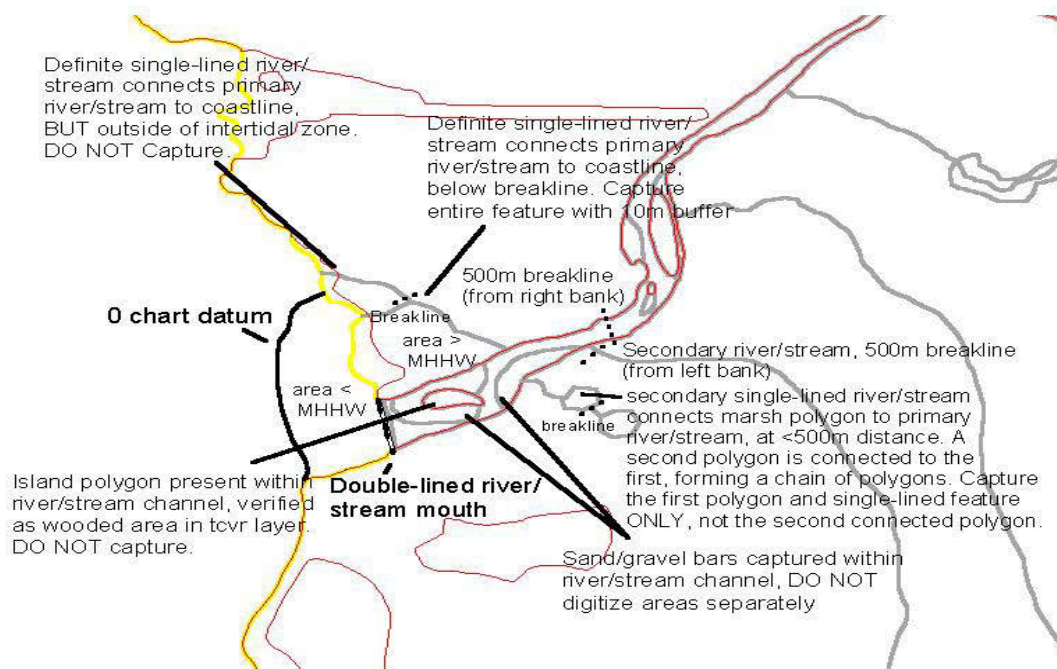 Definite single-lined river/
stream connects primary
river/stream to coastline,
BUT outside of intertidal zone.
DO NOT Capture.
Definite single-lined river/
stream connects primary
river/stream to coastline,
below breakline. Capture
entire feature with 10m buffer
500m breakline
(from right bank)
0 chart datum
Breakline
area >
MHHW
area <
MHHW
Secondary river/stream, 500m breakline
(from left bank)
secondary single-lined river/stream
connects marsh polygon to primary
river/stream, at <500m distance. A
second polygon is connected to the
first, forming a chain of polygons. Capture
the first polygon and single-lined feature
ONLY, not the second connected polygon.
breakline
Island polygon present within
river/stream channel, verified
as wooded area in tcvr layer.
DO NOT capture.
Double-lined river/
stream mouth
Sand/gravel bars captured within
river/stream channel, DO NOT
digitize areas separately